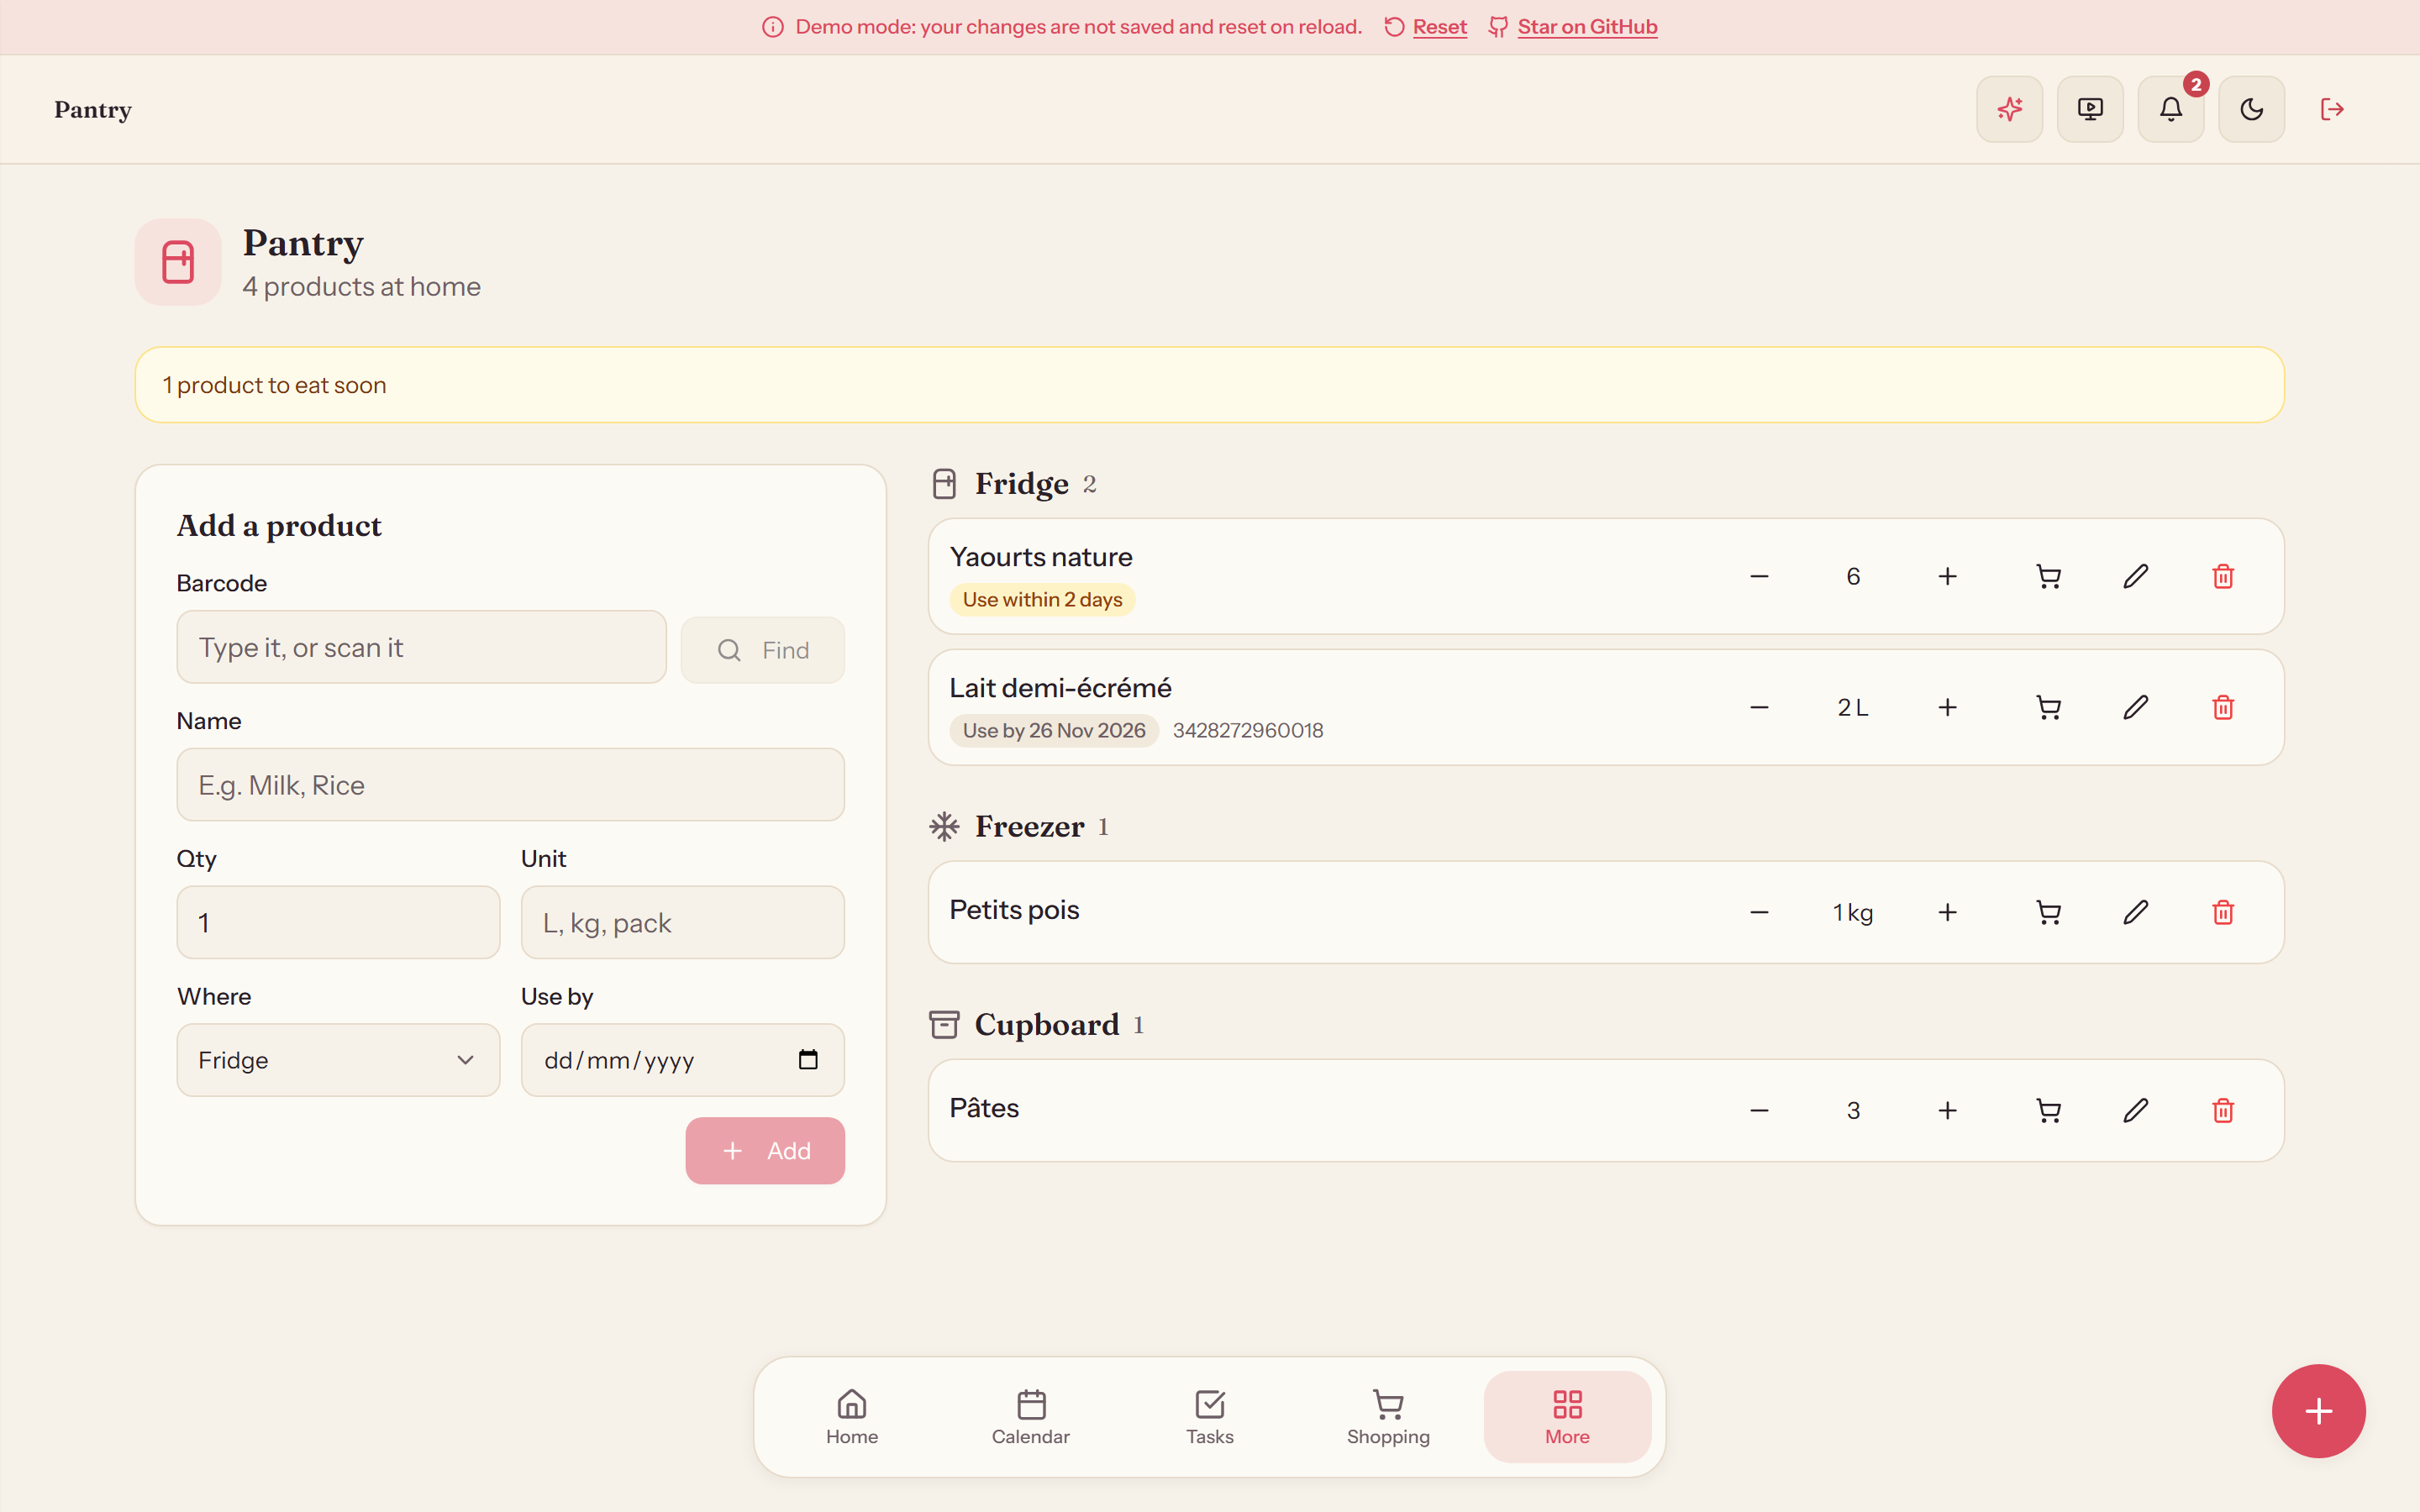 Demo mode: your changes are not saved and reset on reload. Reset Star on GitHub
Pantry
2
Pantry
4 products at home
1 product to eat soon
Add a product
Barcode
Type it, or scan it
Find
Name
E.g. Milk, Rice
Qty
Unit
1
L, kg, pack
Where
Use by
Fridge
dd/mm/yyyy
Add
Fridge 2
Yaourts nature
Use within 2 days
6
Lait demi-écrémé
Use by 26 Nov 2026 3428272960018
2 L
Freezer 1
Petits pois
1 kg
Cupboard 1
Pâtes
3
Home
Calendar
Tasks
Shopping
More